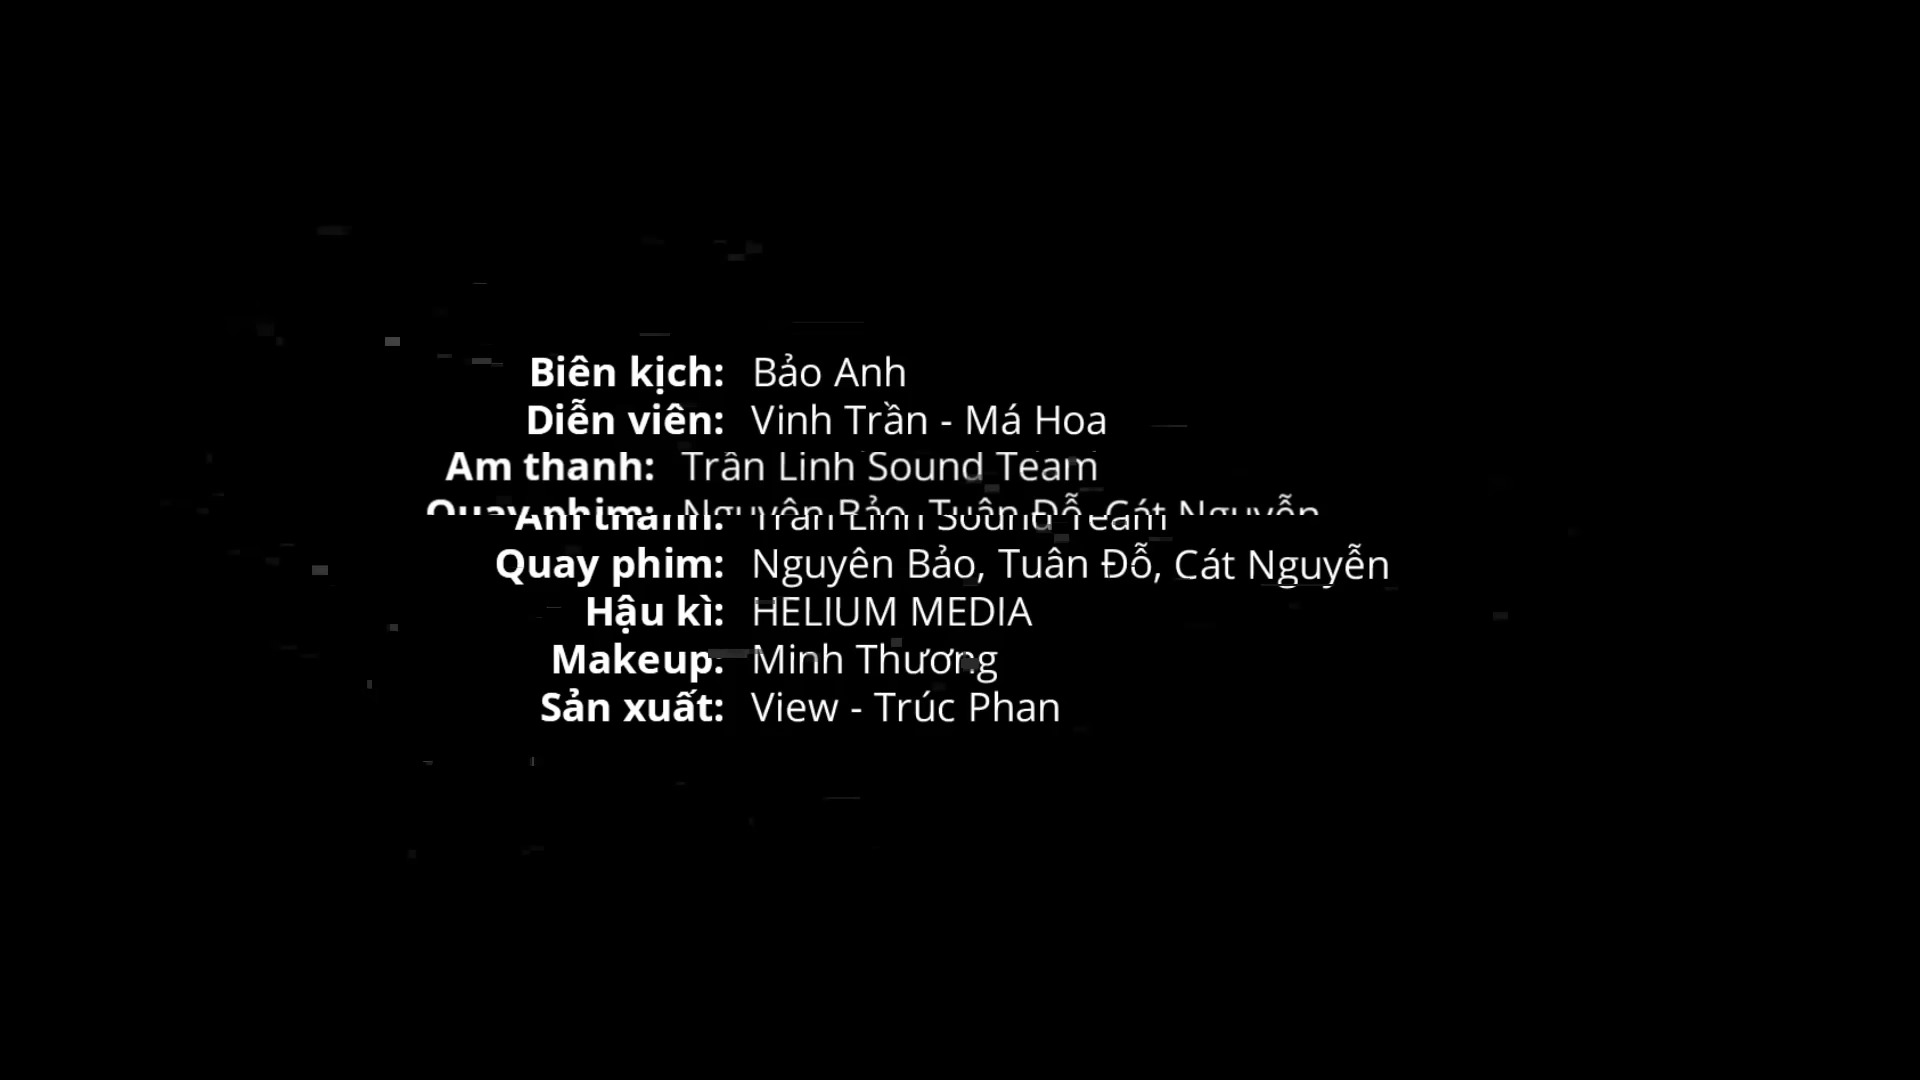 Biên kịch: Bảo Anh
Diễn viên: Vinh Trần - Má Hoa
Am thanh: Trần Linh Sound Team
Quay phim: Nguyên Bảo, Tuân Đỗ, Cát Nguyễn
Hậu kì: HELIUM MEDIA
Makeup: Minh Thương
Sản xuất: View - Trúc Phan